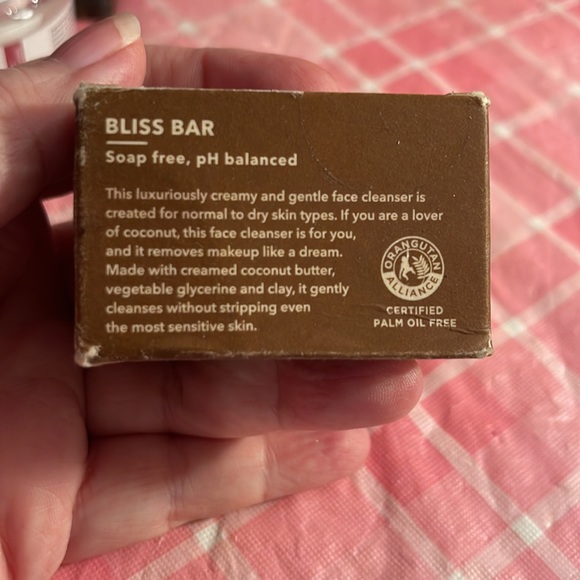 BLISS BAR
Soap free, pH balanced
This luxuriously creamy and gentle face cleanser is
created for normal to dry skin types. If you are a lover
of coconut, this face cleanser is for you,
and it removes makeup like a dream.
Made with creamed coconut butter,
vegetable glycerine and clay, it gently
cleanses without stripping even
the most sensitive skin.
ORANGUTAN
ALLIANCE
CERTIFIED
PALM OIL FREE